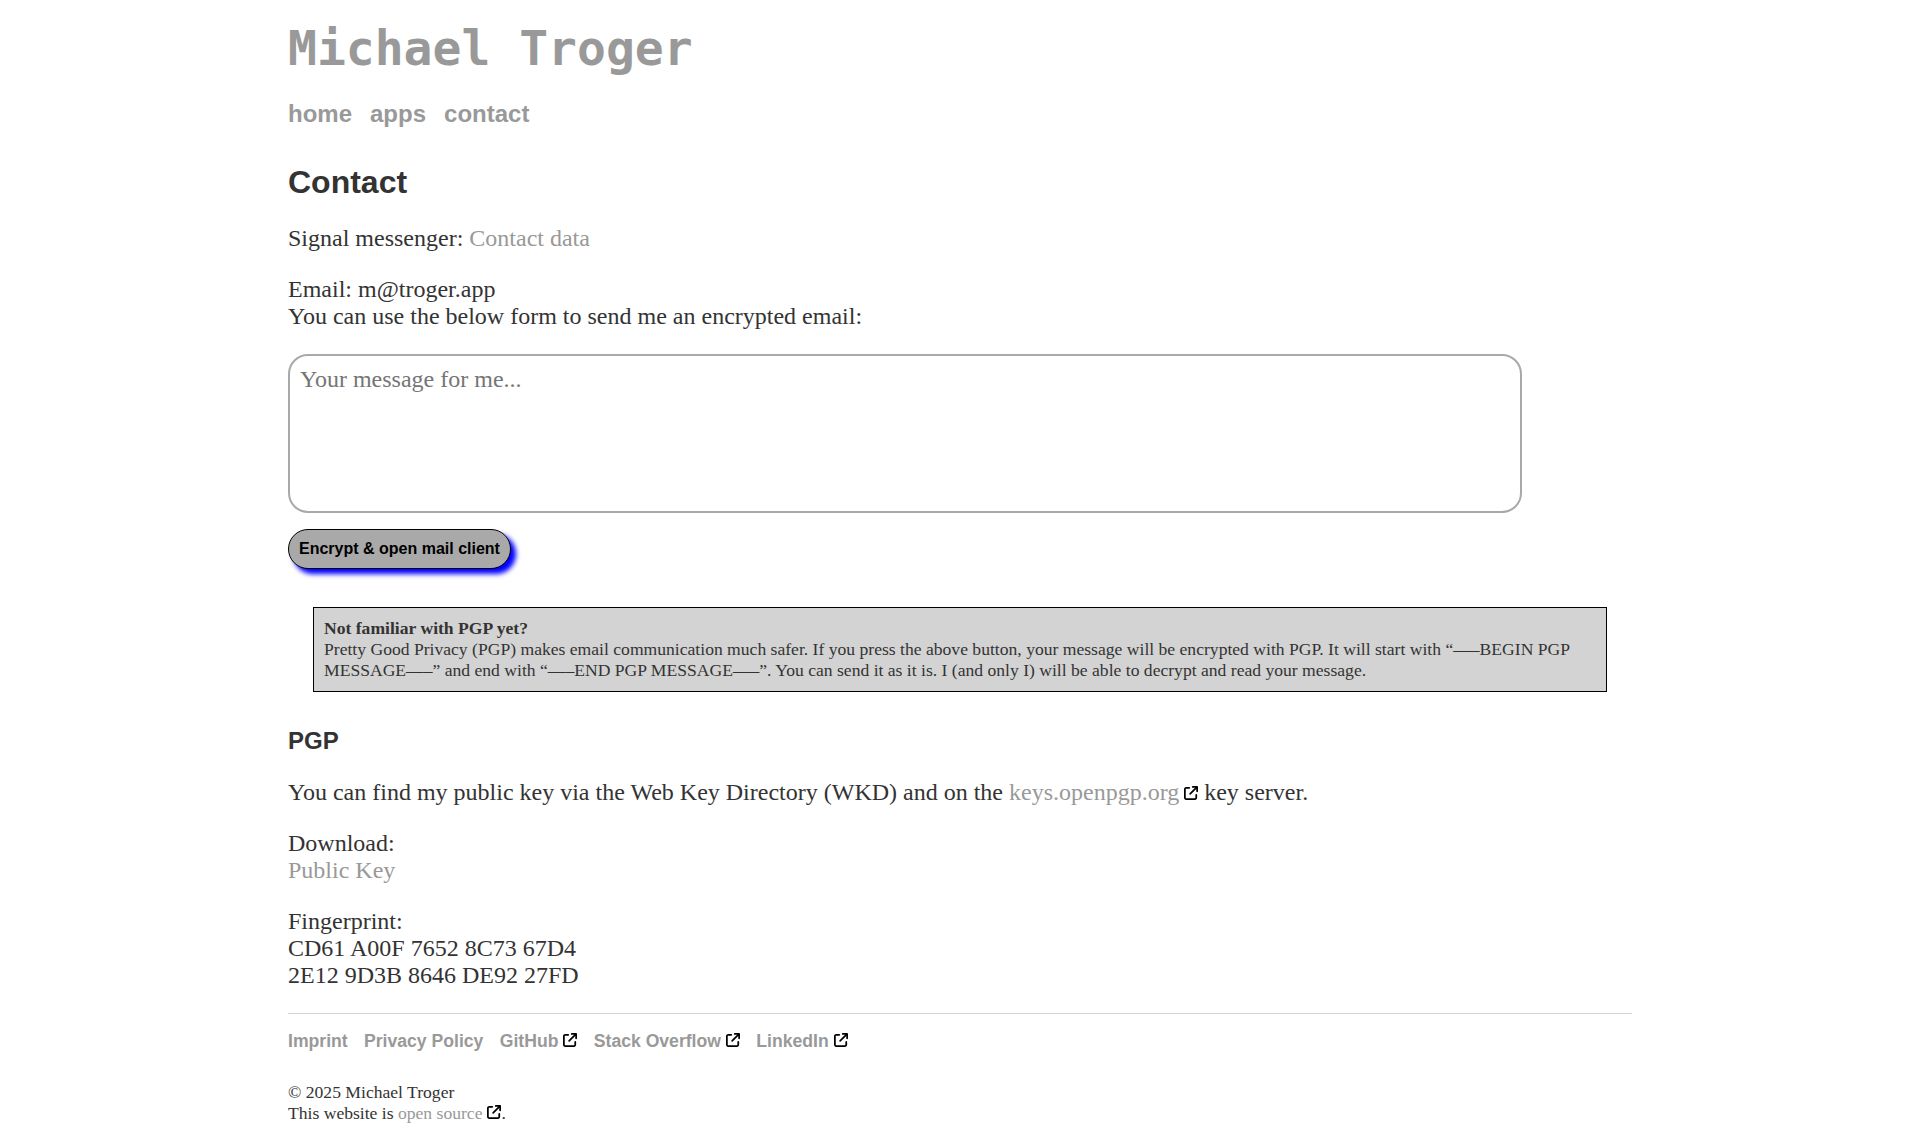 Michael Troger
home apps contact
Contact
Signal messenger: Contact data
Email: m@troger.app
You can use the below form to send me an encrypted email:
Your message for me...
Encrypt & open mail client
Not familiar with PGP yet?
Pretty Good Privacy (PGP) makes email communication much safer. If you press the above button, your message will be encrypted with PGP. It will start with “—–BEGIN PGP
MESSAGE—–” and end with “—–END PGP MESSAGE—–”. You can send it as it is. I (and only I) will be able to decrypt and read your message.
PGP
You can find my public key via the Web Key Directory (WKD) and on the keys.openpgp.org key server.
Download:
Public Key
Fingerprint:
CD61 A00F 7652 8C73 67D4
2E12 9D3B 8646 DE92 27FD
Imprint Privacy Policy GitHub Stack Overflow LinkedIn
© 2025 Michael Troger
This website is open source.